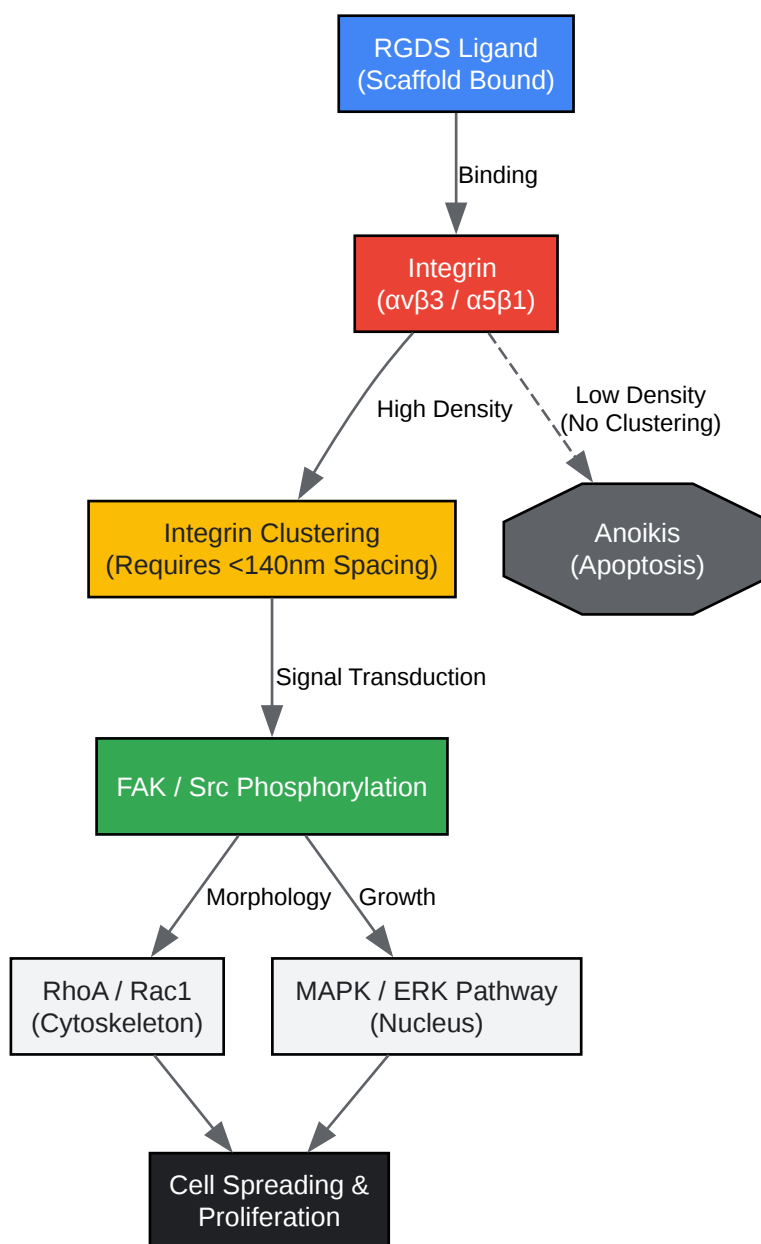 RGDS Ligand
(Scaffold Bound)
Binding
Integrin
(αvβ3 / α5β1)
High Density
Low Density
(No Clustering)
Integrin Clustering
(Requires <140nm Spacing)
Anoikis
(Apoptosis)
Signal Transduction
FAK / Src Phosphorylation
Morphology
Growth
RhoA / Rac1
(Cytoskeleton)
MAPK / ERK Pathway
(Nucleus)
Cell Spreading &
Proliferation